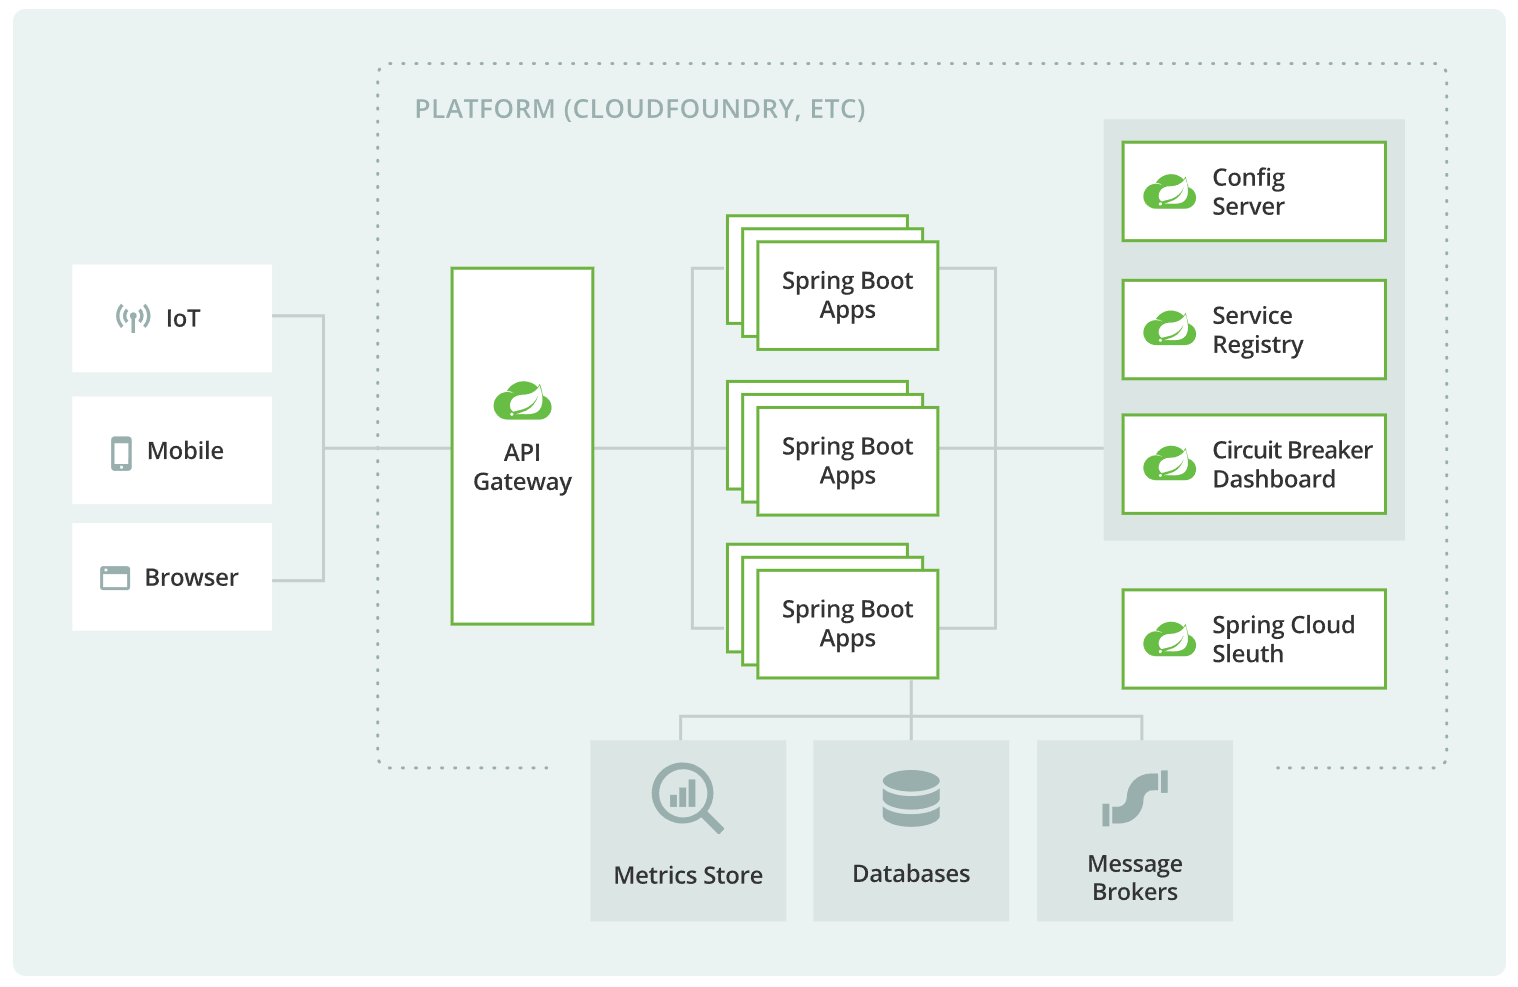 PLATFORM (CLOUDFOUNDRY, ETC)
IoT
Mobile
Browser
API
Gateway
Spring Boot
Apps
Spring Boot
Apps
Spring Boot
Apps
Config
Server
Service
Registry
Circuit Breaker
Dashboard
Spring Cloud
Sleuth
Metrics Store
Databases
Message
Brokers